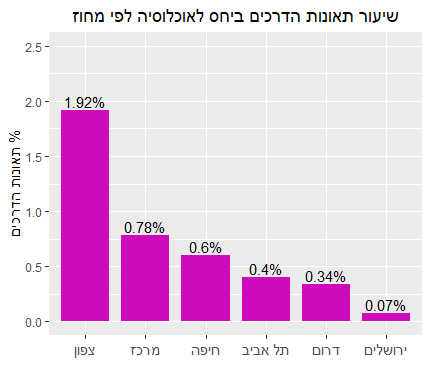 שיעור תאונות הדרכים ביחס לאוכלוסיה לפי מחוז
% תאונות הדרכים
2.5
2.0
1.5
1.0
0.5
0.0
1.92%
0.78%
0.6%
0.4%
0.34%
0.07%
צפון
מרכז
חיפה
תל אביב
דרום
ירושלים